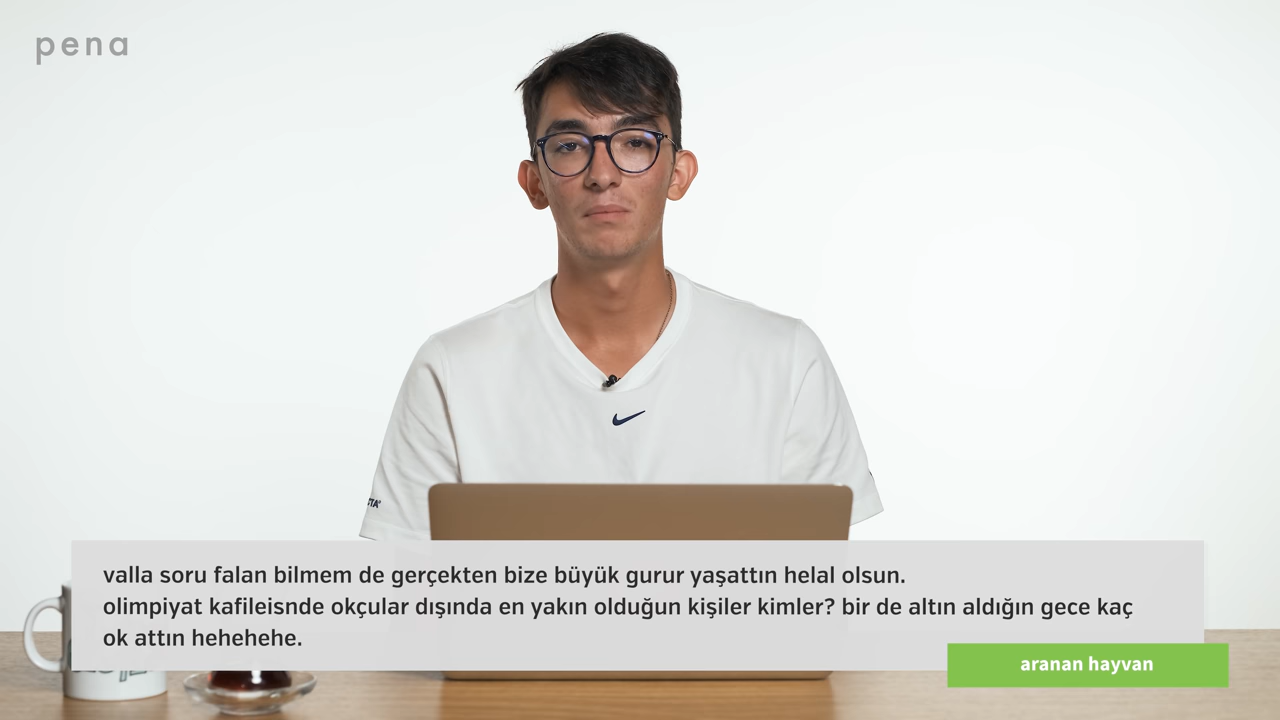 pena
CTA®
valla soru falan bilmem de gerçekten bize büyük gurur yaşattın helal olsun.
olimpiyat kafileisnde okçular dışında en yakın olduğun kişiler kimler? bir de altın aldığın gece kaç
ok attın hehehehe.
aranan hayvan